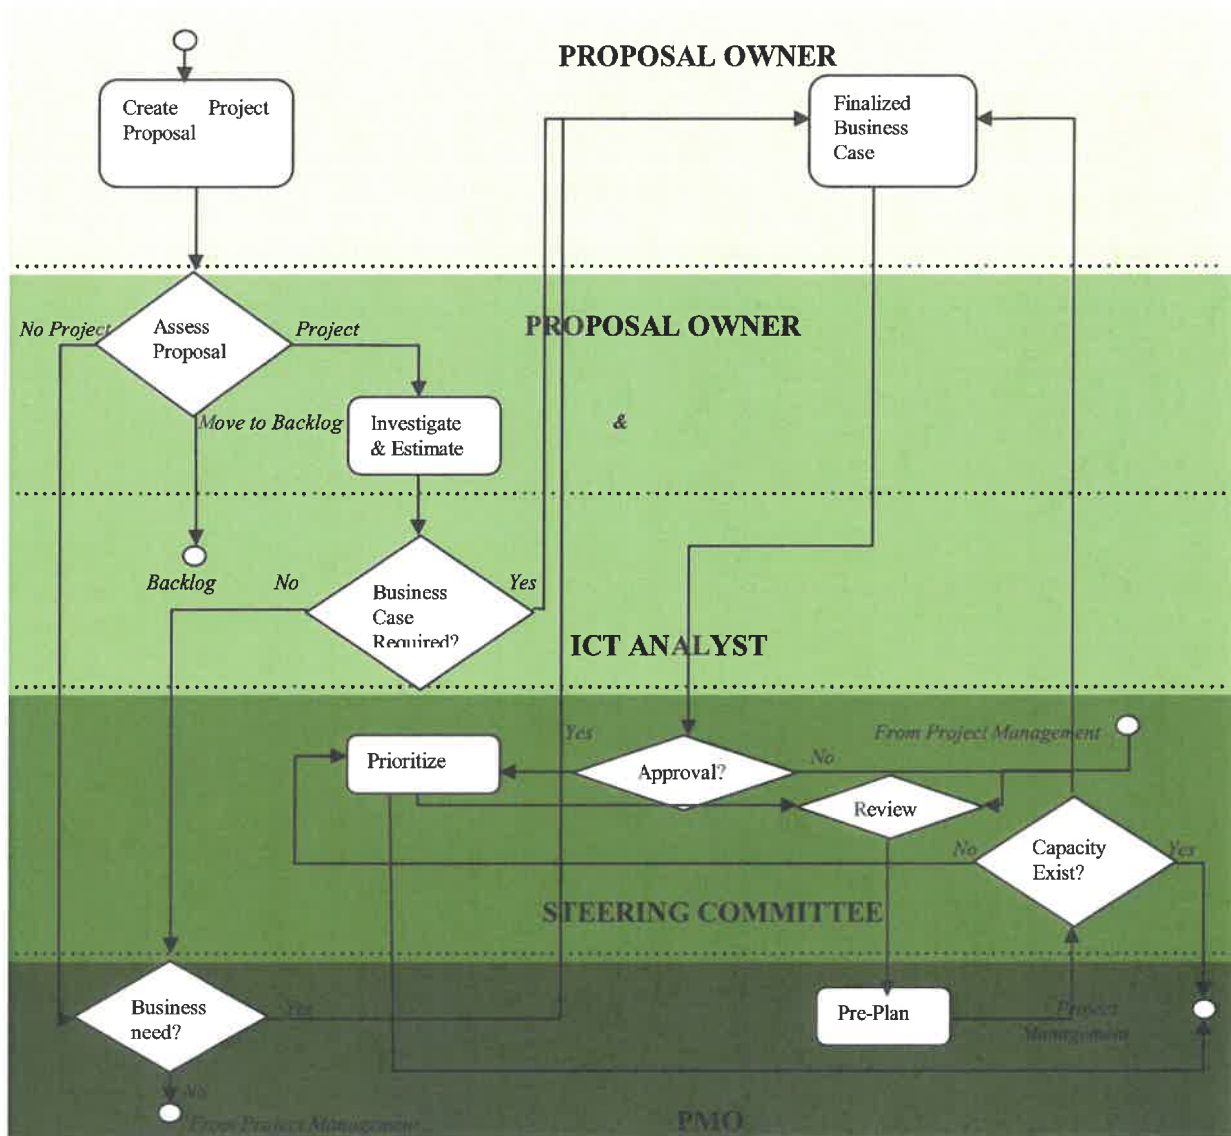 PROPOSAL OWNER
Create Project
Proposal
Finalized
Business
Case
No Project
Assess
Proposal
Project
PROPOSAL OWNER
Move to Backlog
Investigate
& Estimate
&
Backlog
No
Business
Case
Required?
Yes
ICT ANALYST
Yes
From Project Management
Prioritize
Approval?
No
Review
No
Capacity
Exist?
Yes
STEERING COMMITTEE
Business
need?
Yes
Pre-Plan
Project
Management
No
From Project Management
PMO